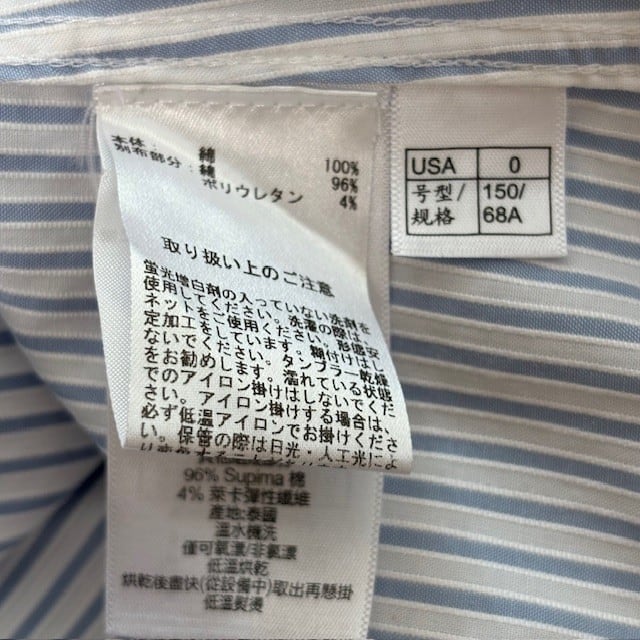 本体： 綿 100%
別布部分： 綿 96%
ポリウレタン 4%
取り扱い上のご注意
蛍光増白剤の入っていない洗剤を
使用してください。洗濯の際は、
ネットをご使用ください。形態安
定加工をしています。糊付けはし
ないでください。タンブラー乾燥
をお勧めします。濡れている状態
でのアイロン掛けはしないでくだ
さい。アイロン掛けする場合は、
必ず低温アイロンでお掛けくださ
い。保管の際は日光・人工光に
USA 0
号型/ 150/
规格 68A
96% Supima 棉
4% 萊卡彈性纖維
產地:泰國
溫水機洗
僅可氧漂/非氯漂
低溫烘乾
烘乾後盡快(從設備中)取出再懸掛
低溫熨燙